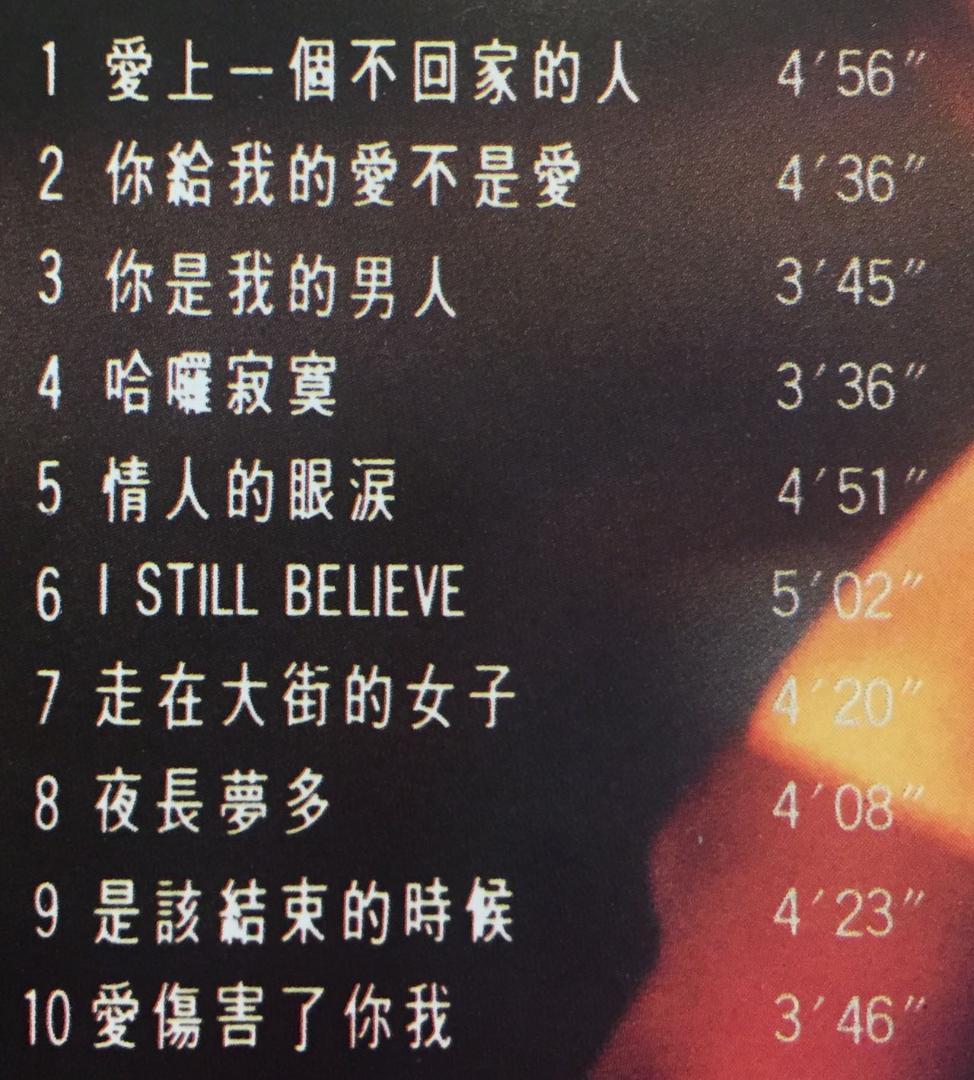 1 愛上一個不回家的人 4′56″
2 你給我的愛不是愛 4′36″
3 你是我的男人 3′45″
4 哈囉寂寞 3′36″
5 情人的眼淚 4′51″
6 I STILL BELIEVE 5′02″
7 走在大街的女子 4′20″
8 夜長夢多 4′08″
9 是該結束的時候 4′23″
10 愛傷害了你我 3′46″